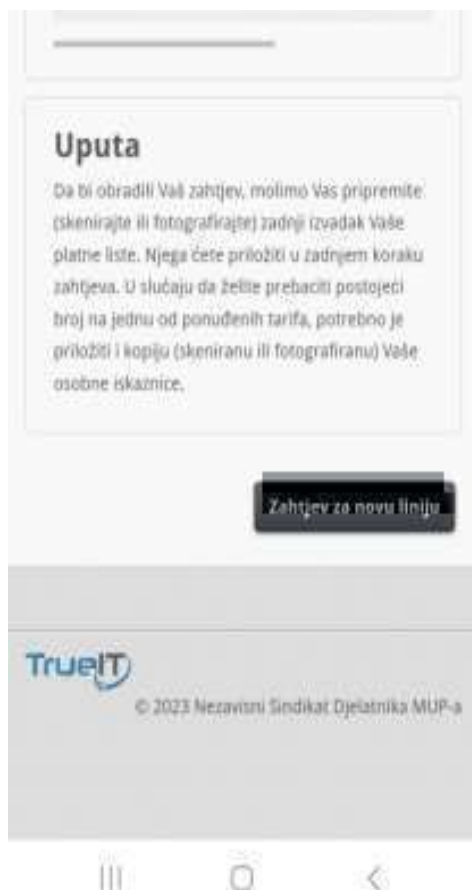 Uputa
Da bi obradili Vaš zahtjev, molimo Vas pripremite
(skenirajte ili fotografirajte) zadnji izvadak Vaše
platne liste. Njega ćete priložiti u zadnjem koraku
zahtjeva. U slućaju da želite prebaciti postojeći
broj na jednu od ponuđenih tarifa, potrebno je
priložiti i kopiju (skeniranu ili fotografiranu) Vaše
osobne iskaznice.
Zahtjev za novu liniju
TrueIT
© 2023 Nezavisni Sindikat Djelatnika MUP-a